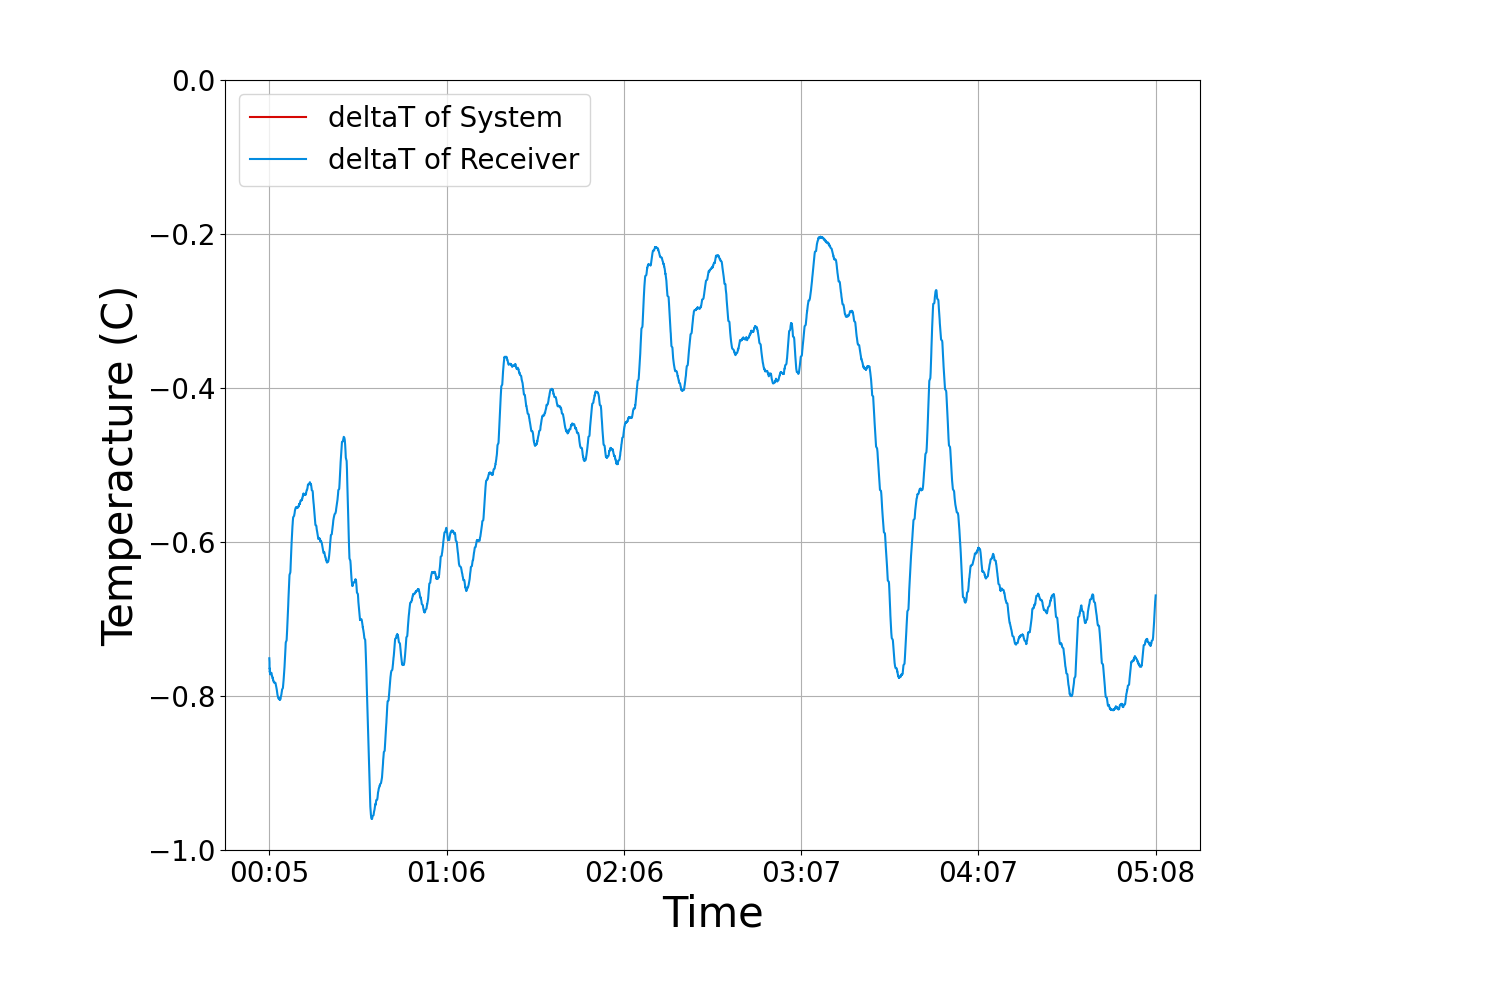 deltaT of System
deltaT of Receiver
0.0
−0.2
−0.4
−0.6
−0.8
−1.0
Temperacture (C)
00:05 01:06 02:06 03:07 04:07 05:08
Time